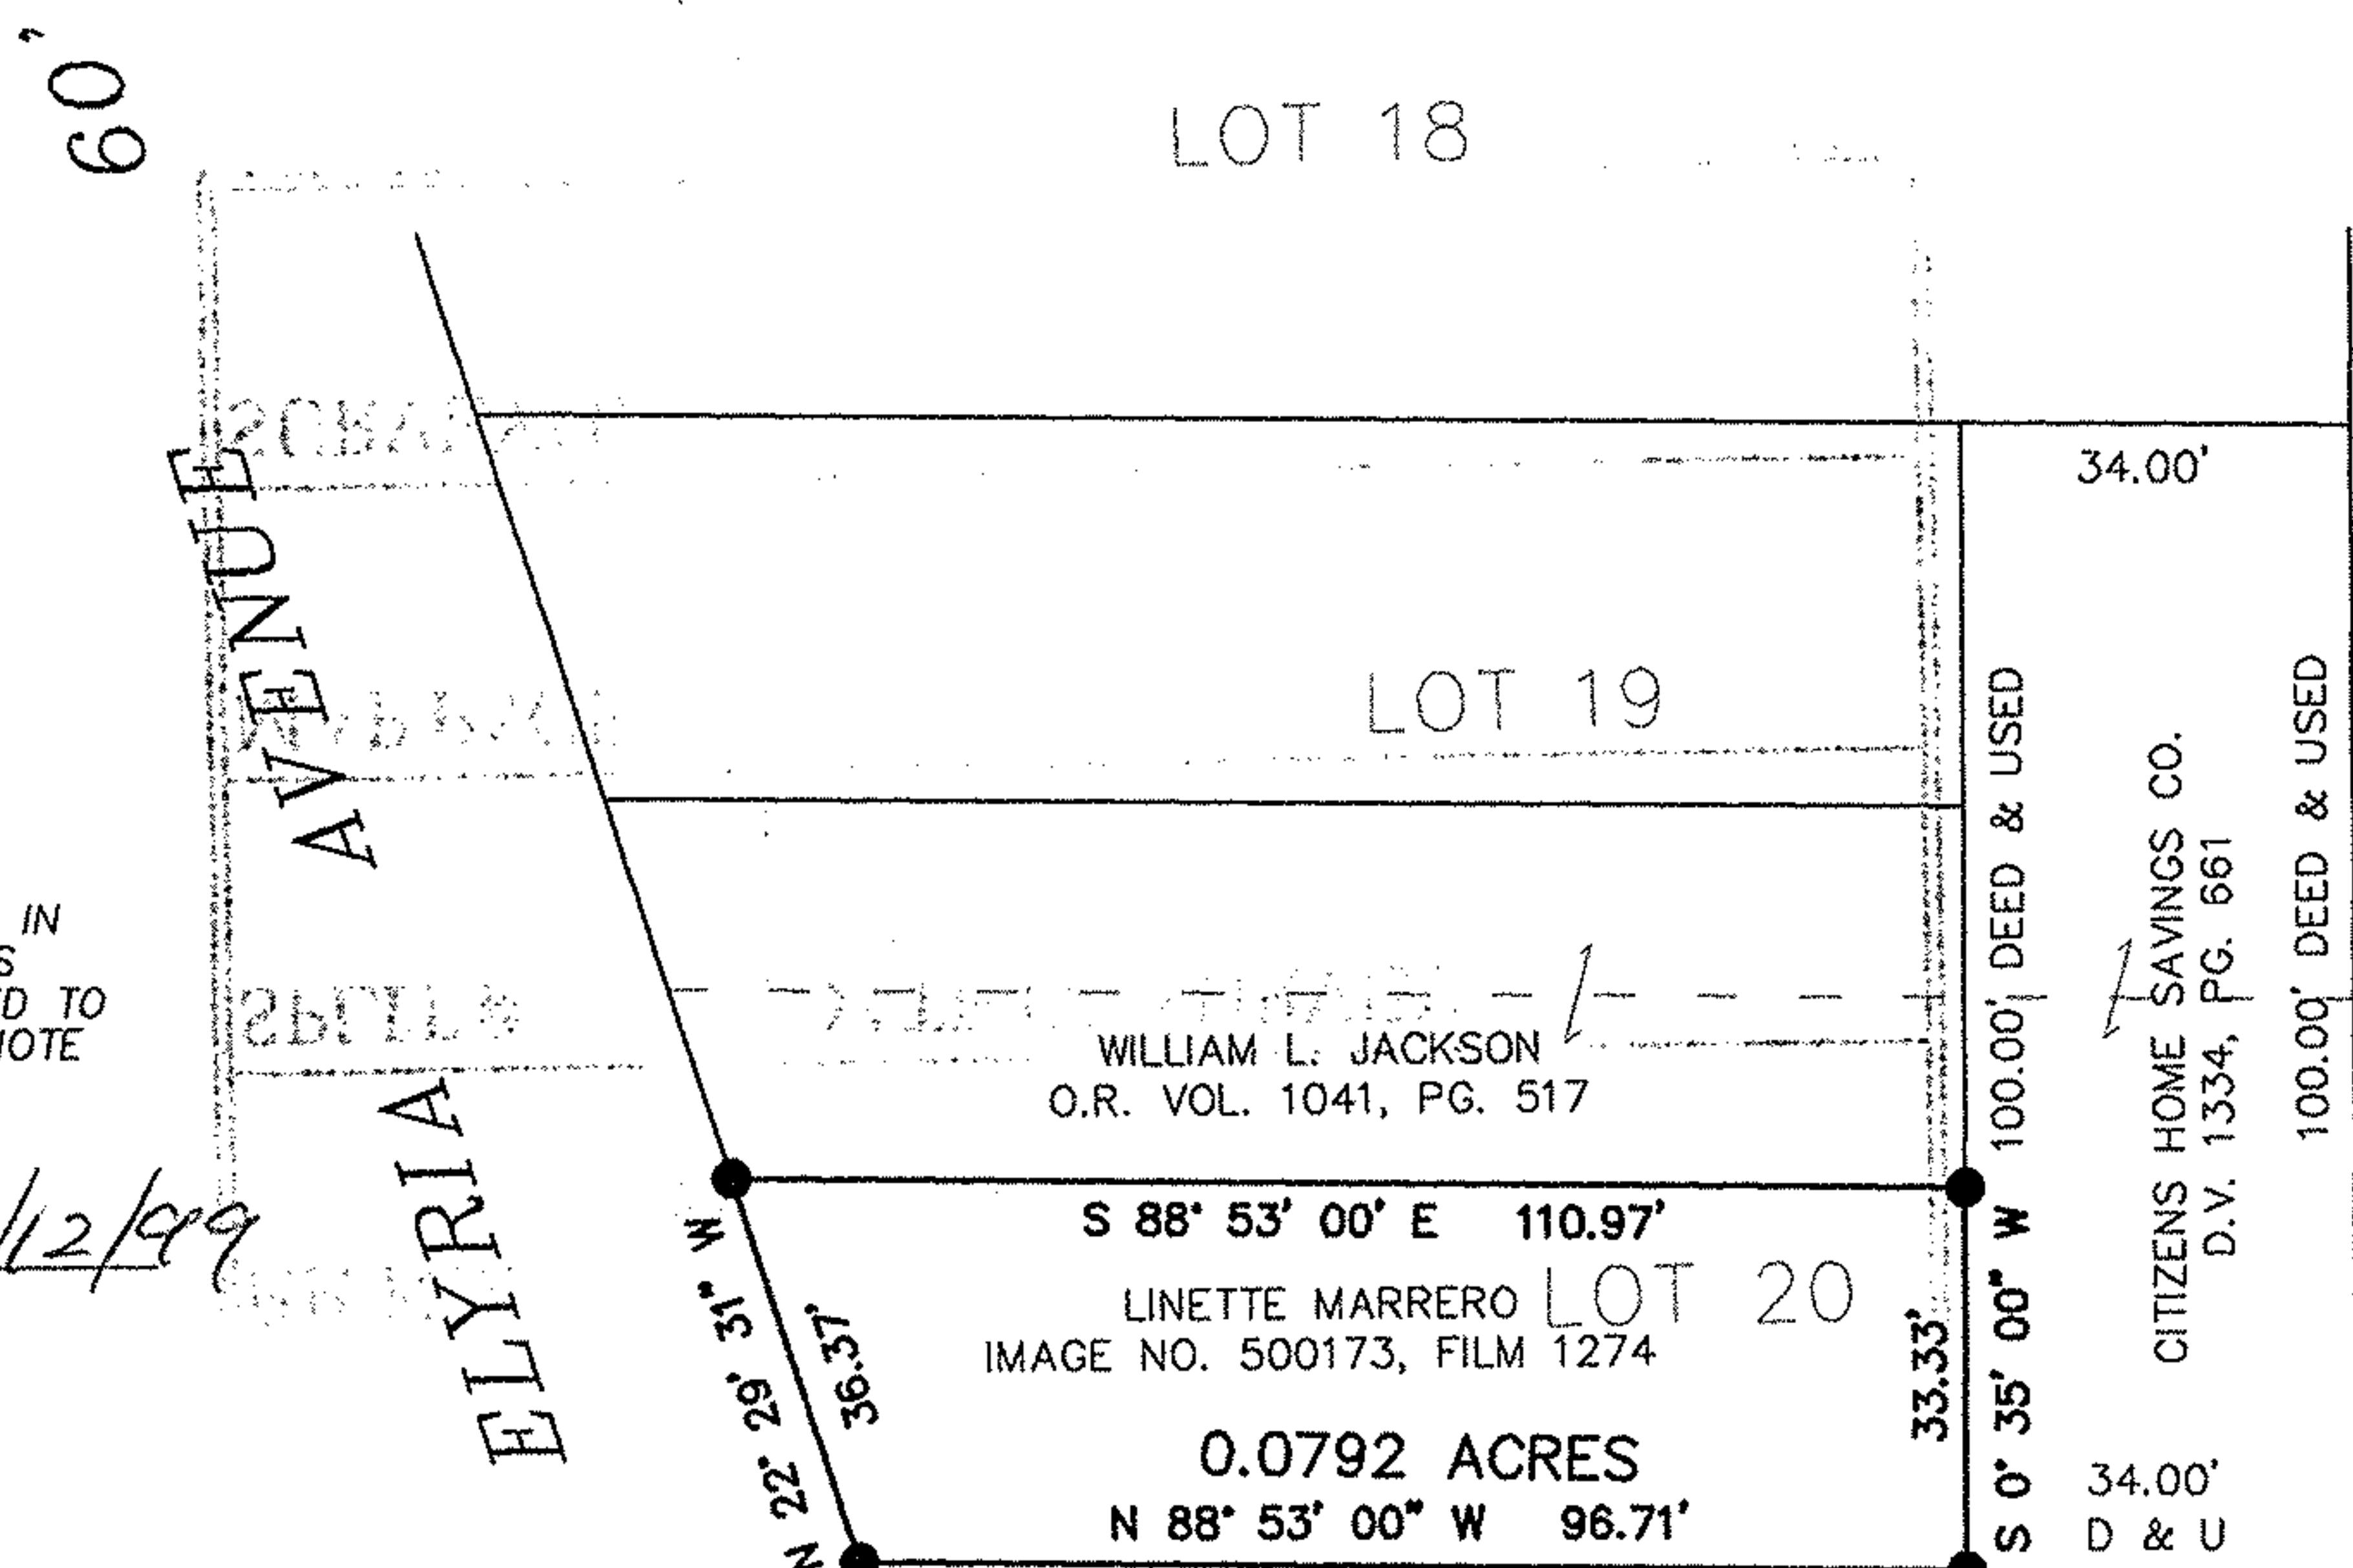 60'
LOT 18
34.00'
ELYRIA AVENUE
LOT 19
100.00' DEED & USED
CITIZENS HOME SAVINGS CO.
D.V. 1334, PG. 661
100.00' DEED & USED
IN
TO
WILLIAM L. JACKSON
O.R. VOL. 1041, PG. 517
12/99
S 88° 53' 00' E 110.97'
LINETTE MARRERO
IMAGE NO. 500173, FILM 1274
LOT 20
N 22° 29' 31" W
36.37'
33.33'
S 0° 35' 00" W
0.0792 ACRES
N 88° 53' 00" W 96.71'
34.00'
D & U